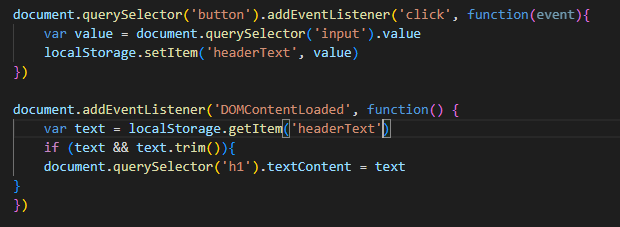 document.querySelector('button').addEventListener('click', function(event){
    var value = document.querySelector('input').value
    localStorage.setItem('headerText', value)
})

document.addEventListener('DOMContentLoaded', function() {
    var text = localStorage.getItem('headerText')
    if (text && text.trim()){
    document.querySelector('h1').textContent = text
}
})